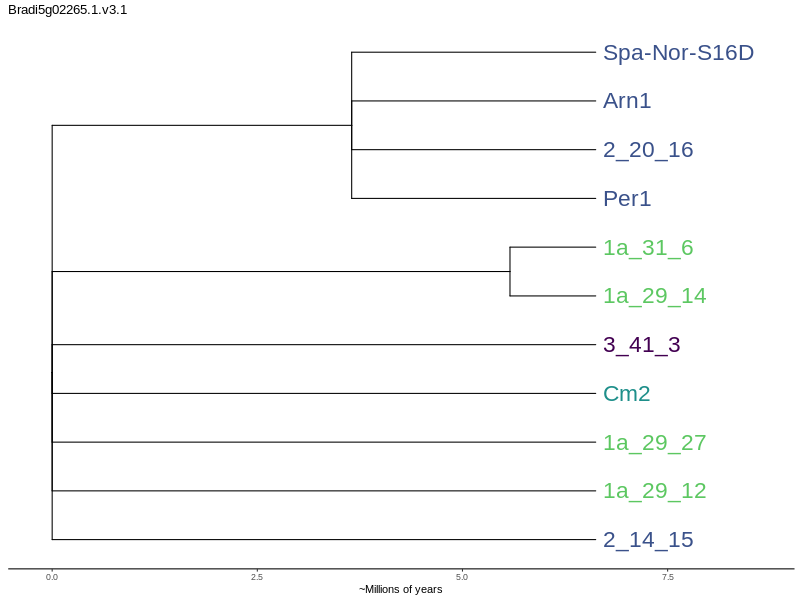 Bradi5g02265.1.v3.1
Spa-Nor-S16D
Arn1
2_20_16
Per1
1a_31_6
1a_29_14
3_41_3
Cm2
1a_29_27
1a_29_12
2_14_15
0.0 2.5 5.0 7.5
~Millions of years